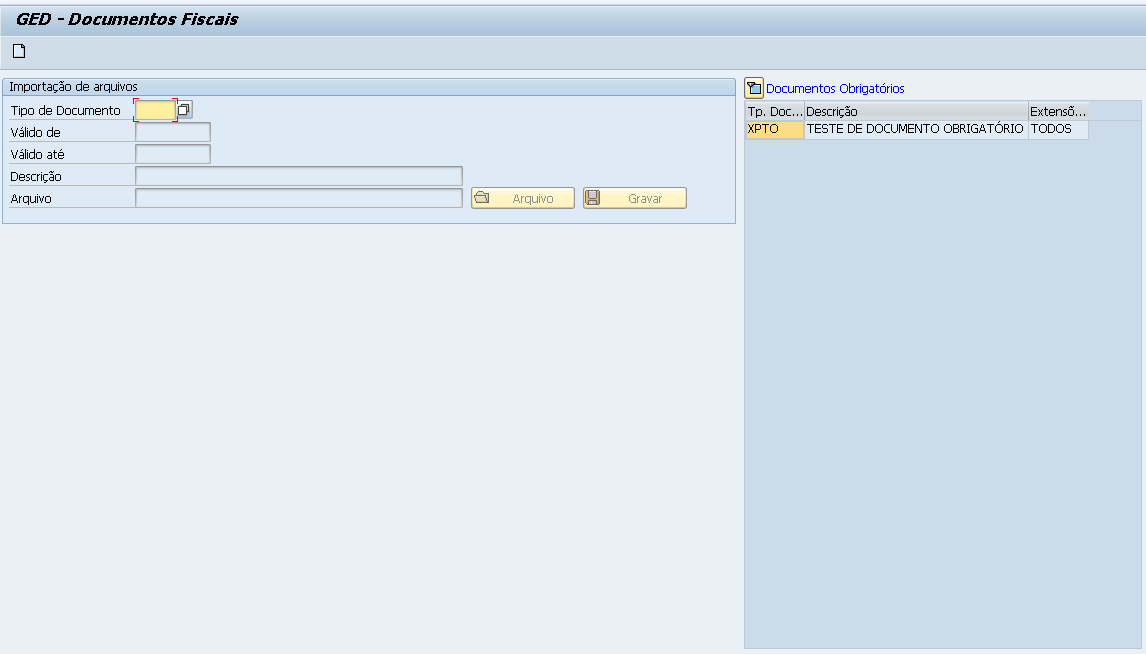 GED - Documentos Fiscais
Importação de arquivos
Tipo de Documento
Válido de
Válido até
Descrição
Arquivo
Arquivo
Gravar
Documentos Obrigatórios
Tp. Doc... Descrição Extensõ...
XPTO TESTE DE DOCUMENTO OBRIGATÓRIO TODOS